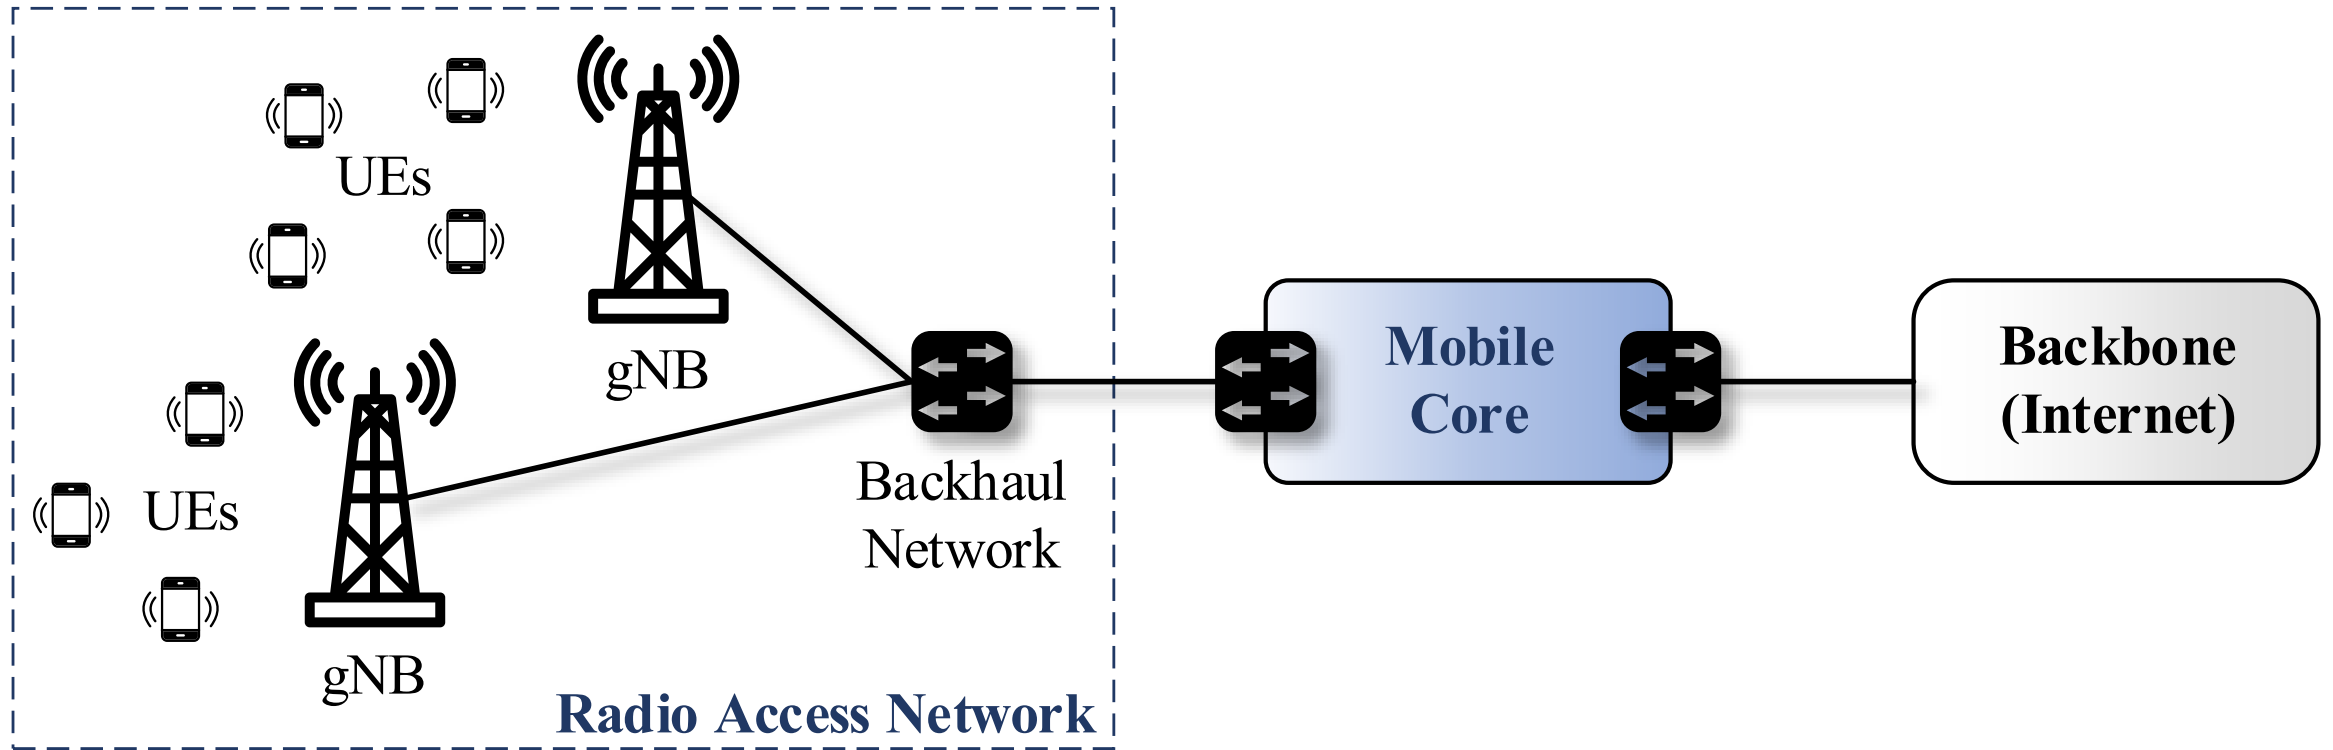 UEs
gNB
UEs
gNB
Backhaul
Network
Radio Access Network
Mobile
Core
Backbone
(Internet)